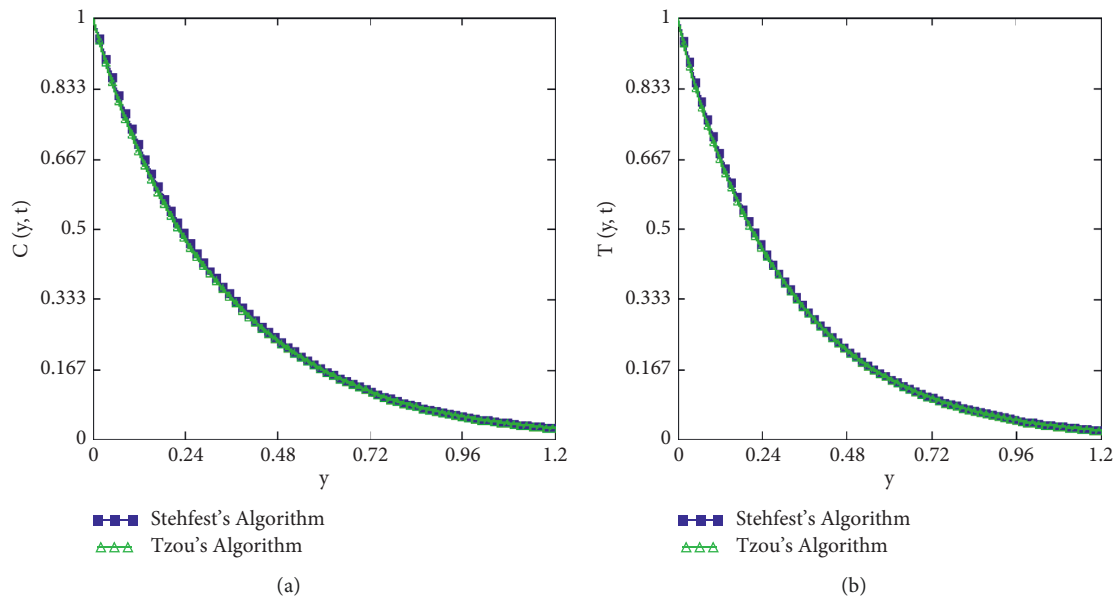 1
0.833
0.667
0.5
0.333
0.167
0
C (y, t)
0 0.24 0.48 0.72 0.96 1.2
y
Stehfest's Algorithm
Tzou's Algorithm
(a)
1
0.833
0.667
0.5
0.333
0.167
0
T (y, t)
0 0.24 0.48 0.72 0.96 1.2
y
Stehfest's Algorithm
Tzou's Algorithm
(b)